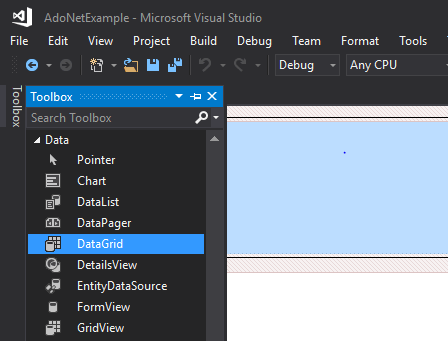 AdoNetExample - Microsoft Visual Studio
File Edit View Project Build Debug Team Format Tools
Debug Any CPU
Toolbox
Toolbox
Search Toolbox
Data
Pointer
Chart
DataList
DataPager
DataGrid
DetailsView
EntityDataSource
FormView
GridView